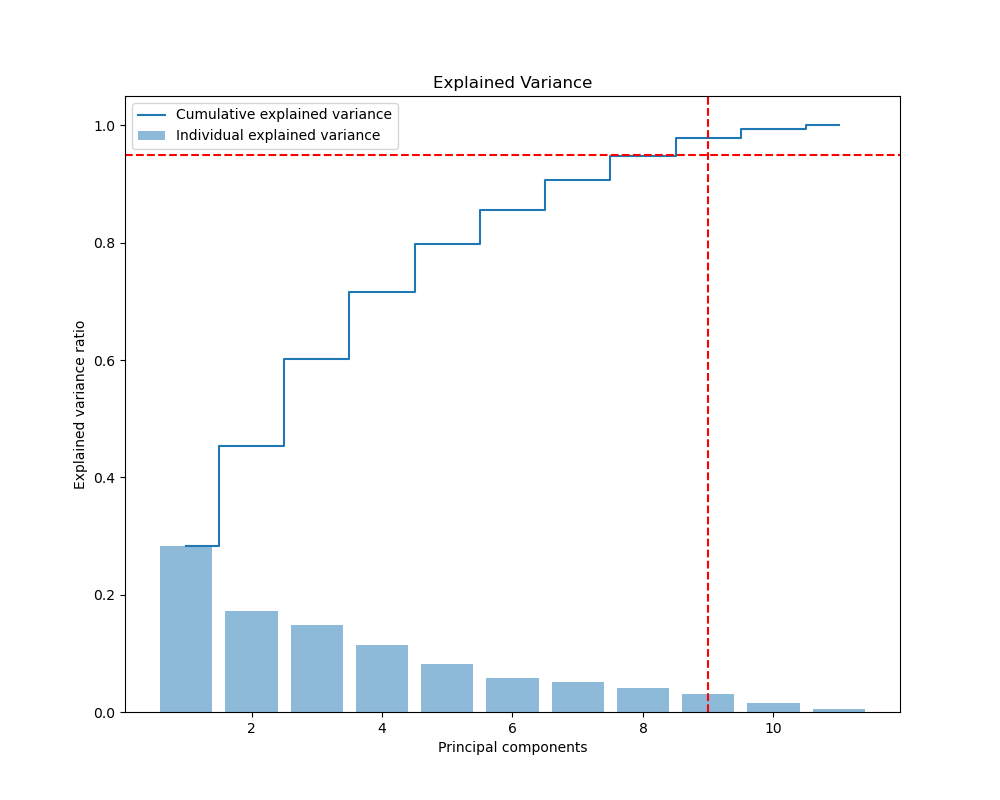 Explained Variance
Cumulative explained variance
Individual explained variance
1.0
0.8
0.6
0.4
0.2
0.0
Explained variance ratio
2 4 6 8 10
Principal components